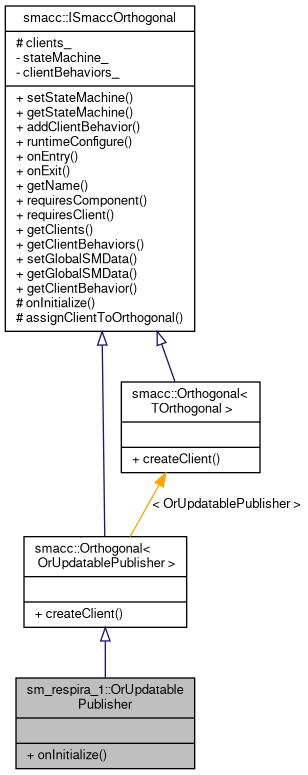 smacc::ISmaccOrthogonal
# clients_
- stateMachine_
- clientBehaviors_
+ setStateMachine()
+ getStateMachine()
+ addClientBehavior()
+ runtimeConfigure()
+ onEntry()
+ onExit()
+ getName()
+ requiresComponent()
+ requiresClient()
+ getClients()
+ getClientBehaviors()
+ setGlobalSMData()
+ getGlobalSMData()
+ getClientBehavior()
# onInitialize()
# assignClientToOrthogonal()
smacc::Orthogonal<
TOrthogonal >
+ createClient()
< OrUpdatablePublisher >
smacc::Orthogonal<
OrUpdatablePublisher >
+ createClient()
sm_respira_1::OrUpdatable
Publisher
+ onInitialize()